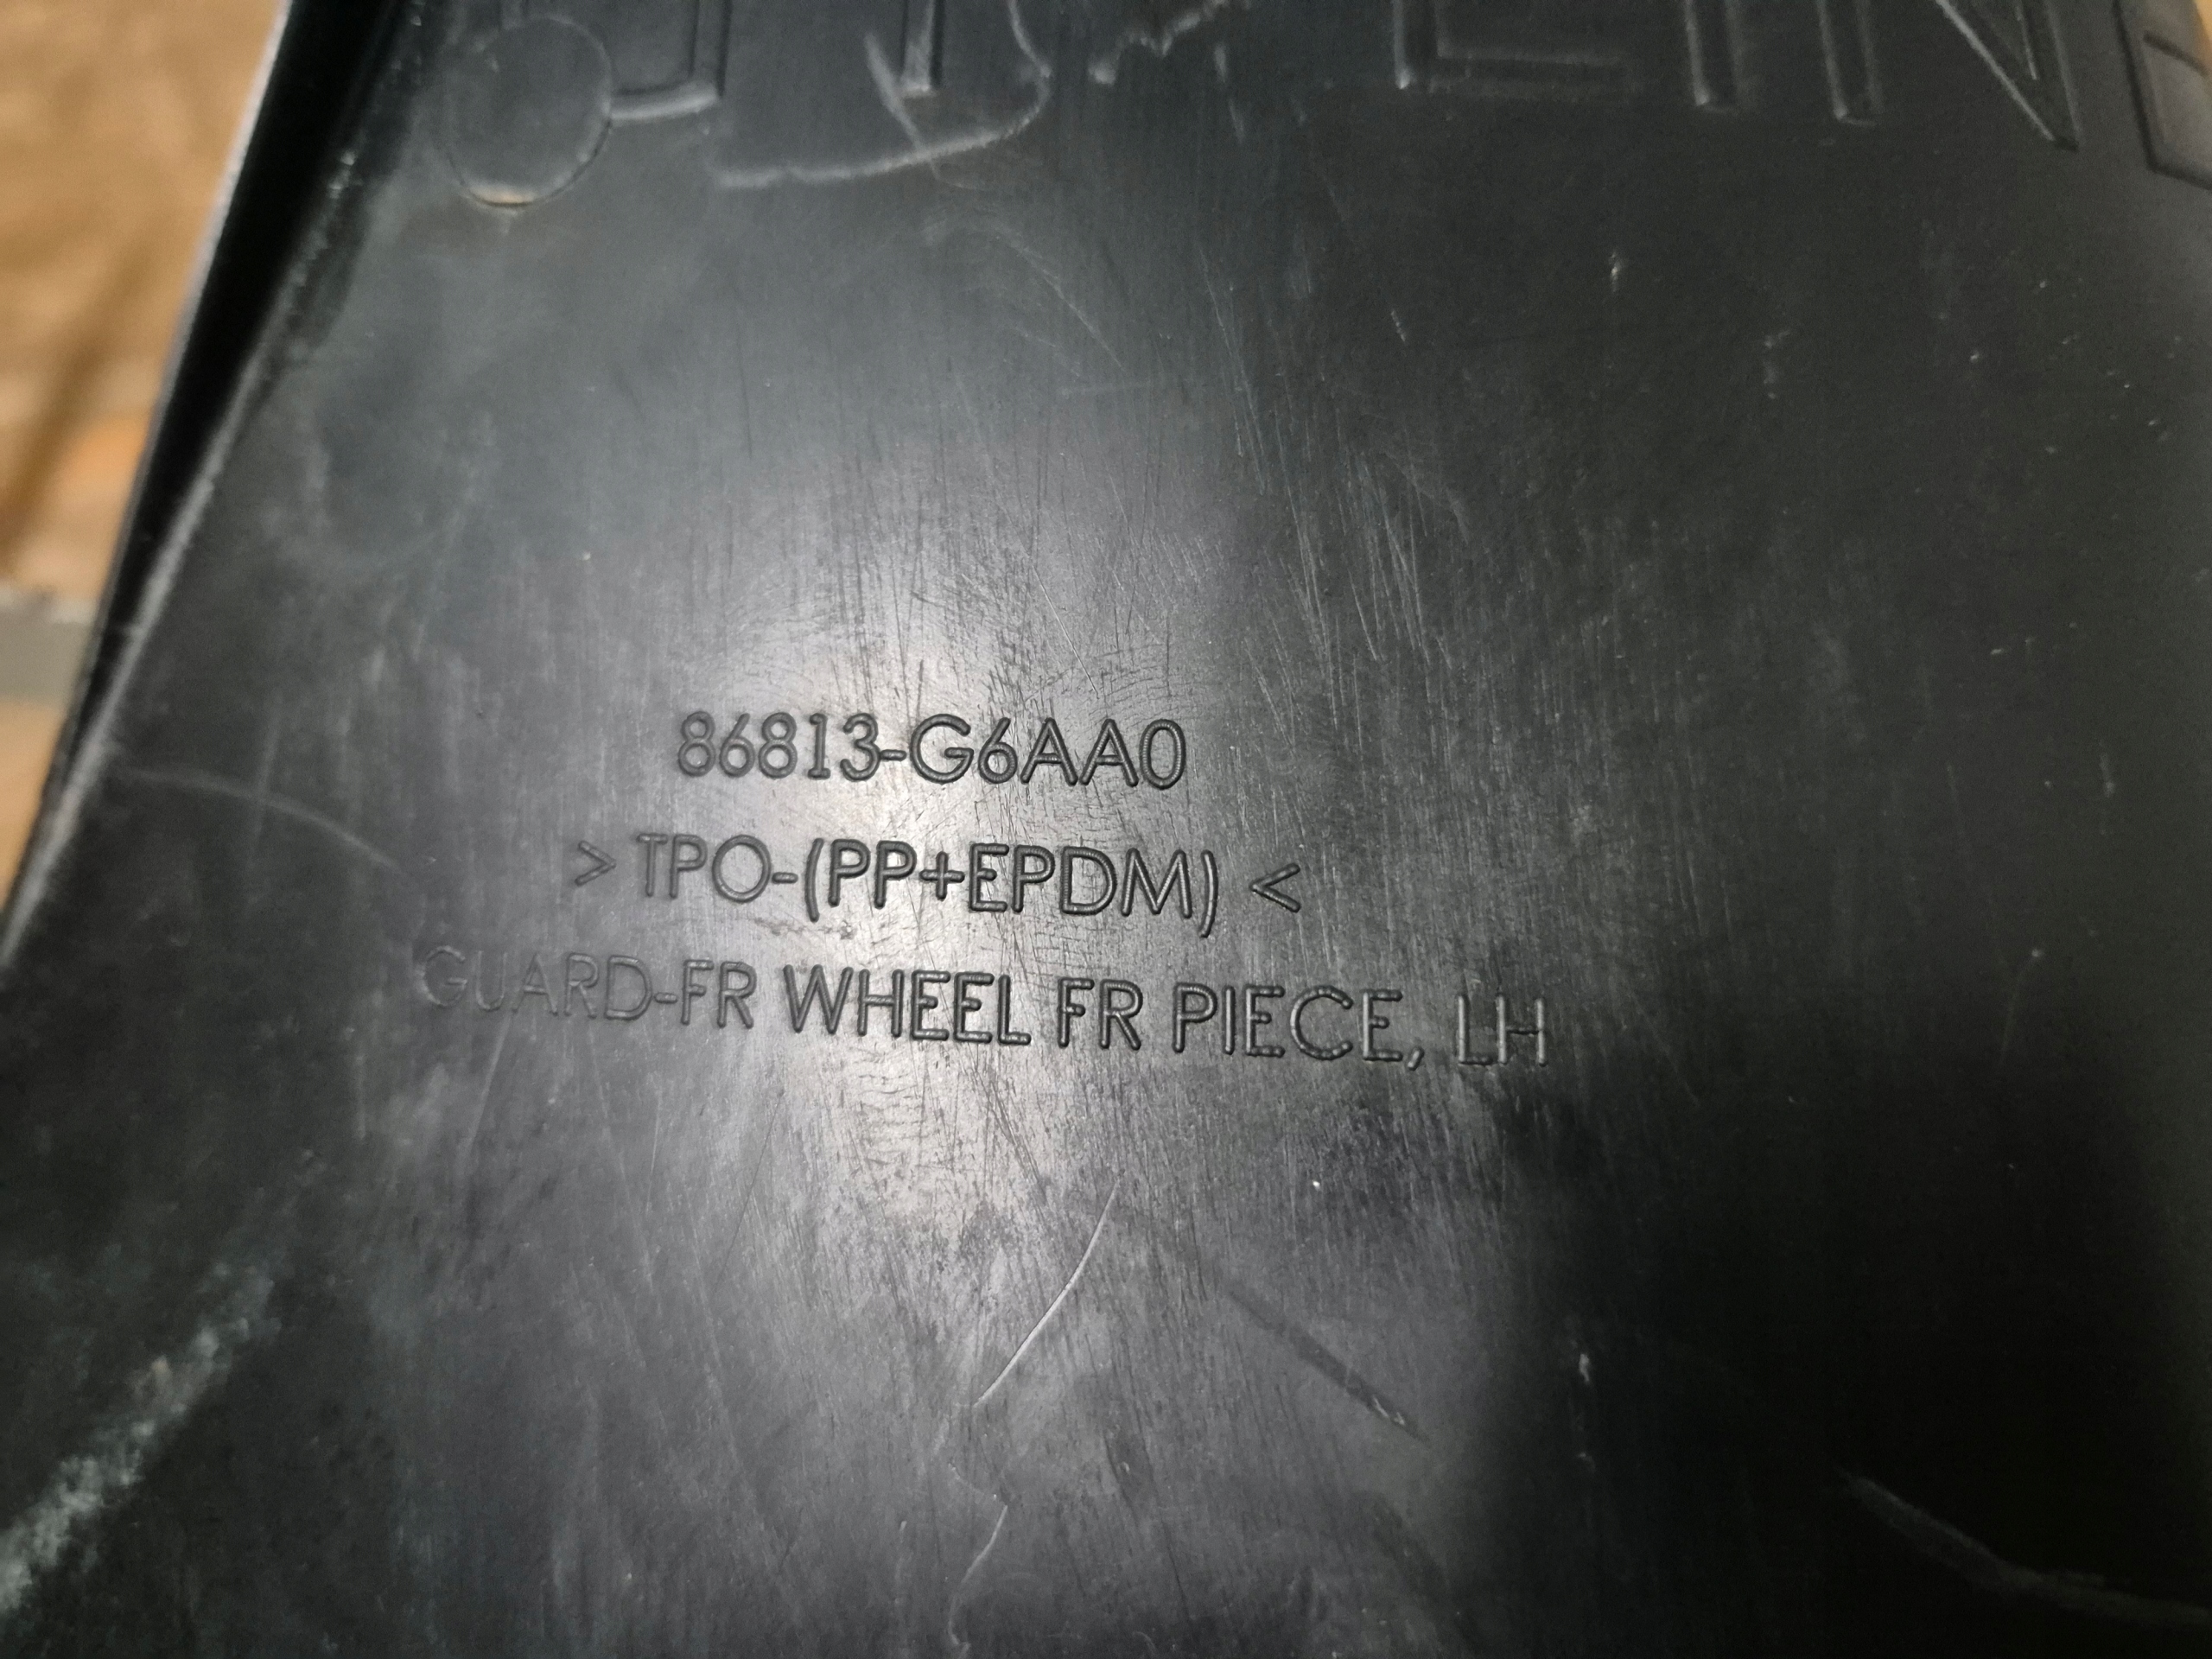 86813-G6AA0
> TPO-(PP+EPDM) <
GUARD-FR WHEEL FR PIECE, LH